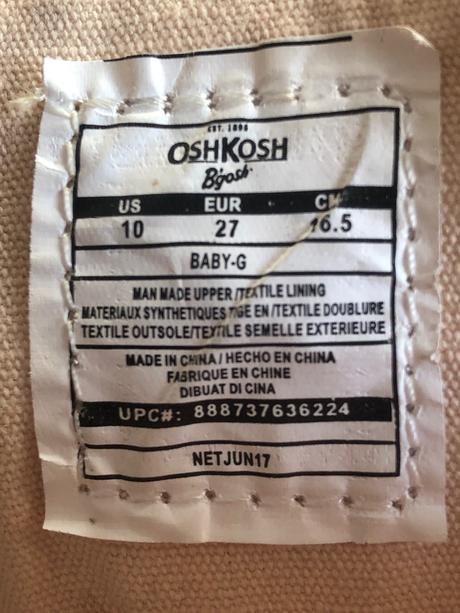 EST. 1895
OSHKOSH
B'gosh
US EUR CM
10 27 16.5
BABY-G
MAN MADE UPPER/TEXTILE LINING
MATERIAUX SYNTHETIQUES TIGE EN/TEXTILE DOUBLURE
TEXTILE OUTSOLE/TEXTILE SEMELLE EXTERIEURE
MADE IN CHINA / HECHO EN CHINA
FABRIQUE EN CHINE
DIBUAT DI CINA
UPC#: 888737636224
NETJUN17